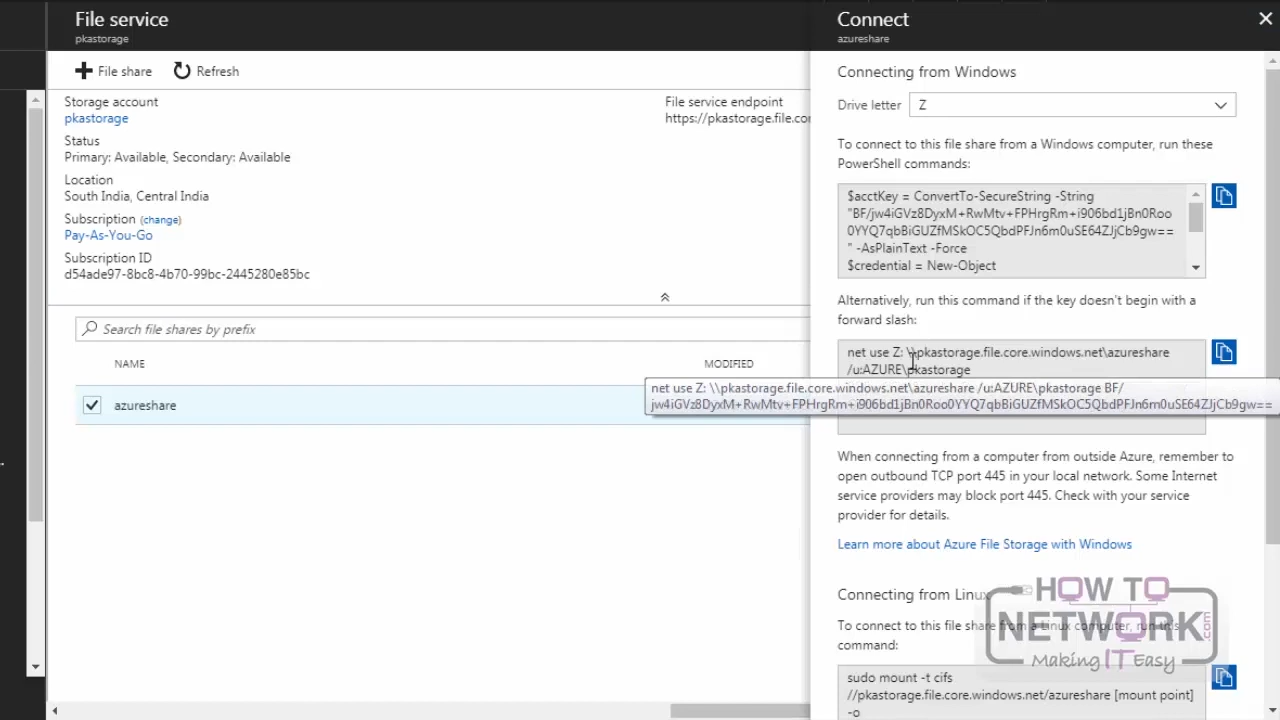 File service
pkastorage
File share
Refresh
Storage account
pkastorage
Status
Primary: Available, Secondary: Available
Location
South India, Central India
Subscription (change)
Pay-As-You-Go
Subscription ID
d54ade97-8bc8-4b70-99bc-2445280e85bc
File service endpoint
https://pkastorage.file.cor
Search file shares by prefix
NAME
MODIFIED
azureshare
Connect
azureshare
Connecting from Windows
Drive letter
Z
To connect to this file share from a Windows computer, run these
PowerShell commands:
$acctKey = ConvertTo-SecureString -String
"BF/jw4iGVz8DyxM+RwMtv+FPHrgRm+i906bd1jBn0Roo
0YYQ7qbBiGUZfMSkOC5QbdPFJn6m0uSE64ZJjCb9gw==
" -AsPlainText -Force
$credential = New-Object
Alternatively, run this command if the key doesn't begin with a
forward slash:
net use Z: \\pkastorage.file.core.windows.net\azureshare
/u:AZURE\pkastorage
net use Z: \\pkastorage.file.core.windows.net\azureshare /u:AZURE\pkastorage BF/
jw4iGVz8DyxM+RwMtv+FPHrgRm+i906bd1jBn0Roo0YYQ7qbBiGUZfMSkOC5QbdPFJn6m0uSE64ZJjCb9gw==
When connecting from a computer from outside Azure, remember to
open outbound TCP port 445 in your local network. Some Internet
service providers may block port 445. Check with your service
provider for details.
Learn more about Azure File Storage with Windows
Connecting from Linux
To connect to this file share from a Linux computer, run this
command:
sudo mount -t cifs
//pkastorage.file.core.windows.net/azureshare [mount point]
-o
HOW TO
NETWORK.com
Making IT Easy